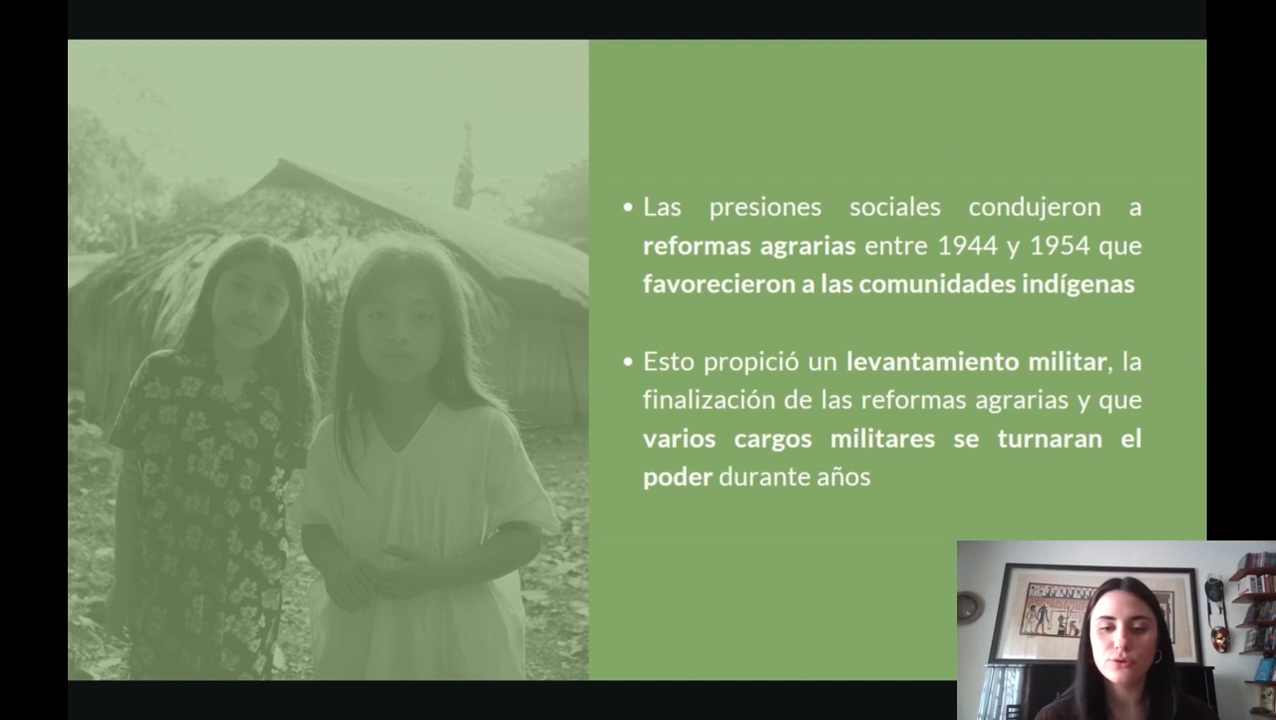 • Las presiones sociales condujeron a
reformas agrarias entre 1944 y 1954 que
favorecieron a las comunidades indígenas
• Esto propició un levantamiento militar, la
finalización de las reformas agrarias y que
varios cargos militares se turnaran el
poder durante años